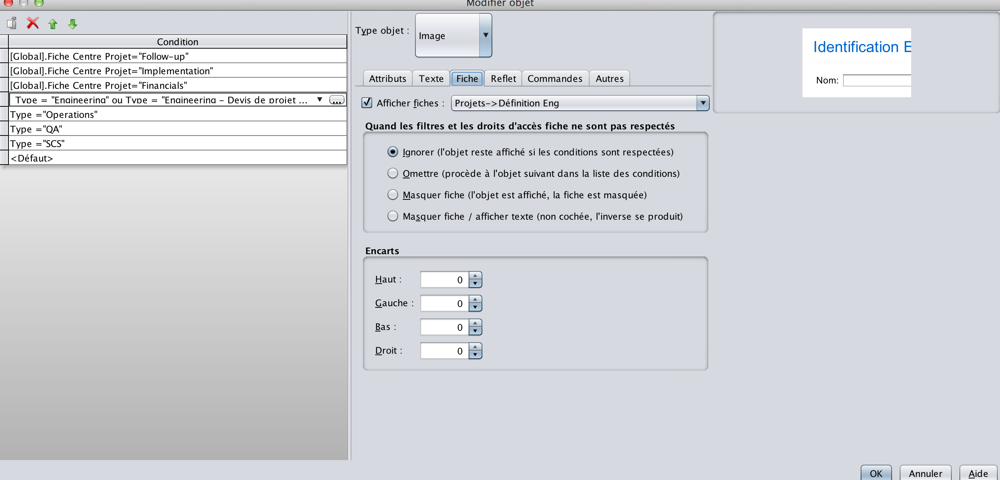 Modifier objet
Condition
[Global].Fiche Centre Projet="Follow-up"
[Global].Fiche Centre Projet="Implementation"
[Global].Fiche Centre Projet="Financials"
Type = "Engineering" ou Type = "Engineering - Devis de projet ...
...
Type ="Operations"
Type ="QA"
Type ="SCS"
<Défaut>
Type objet :
Image
Attributs
Texte
Fiche
Reflet
Commandes
Autres
Afficher fiches :
Projets->Définition Eng
Quand les filtres et les droits d'accès fiche ne sont pas respectés
Ignorer (l'objet reste affiché si les conditions sont respectées)
Omettre (procède à l'objet suivant dans la liste des conditions)
Masquer fiche (l'objet est affiché, la fiche est masquée)
Masquer fiche / afficher texte (non cochée, l'inverse se produit)
Encarts
Haut :
0
Gauche :
0
Bas :
0
Droit :
0
Identification E
Nom:
OK
Annuler
Aide